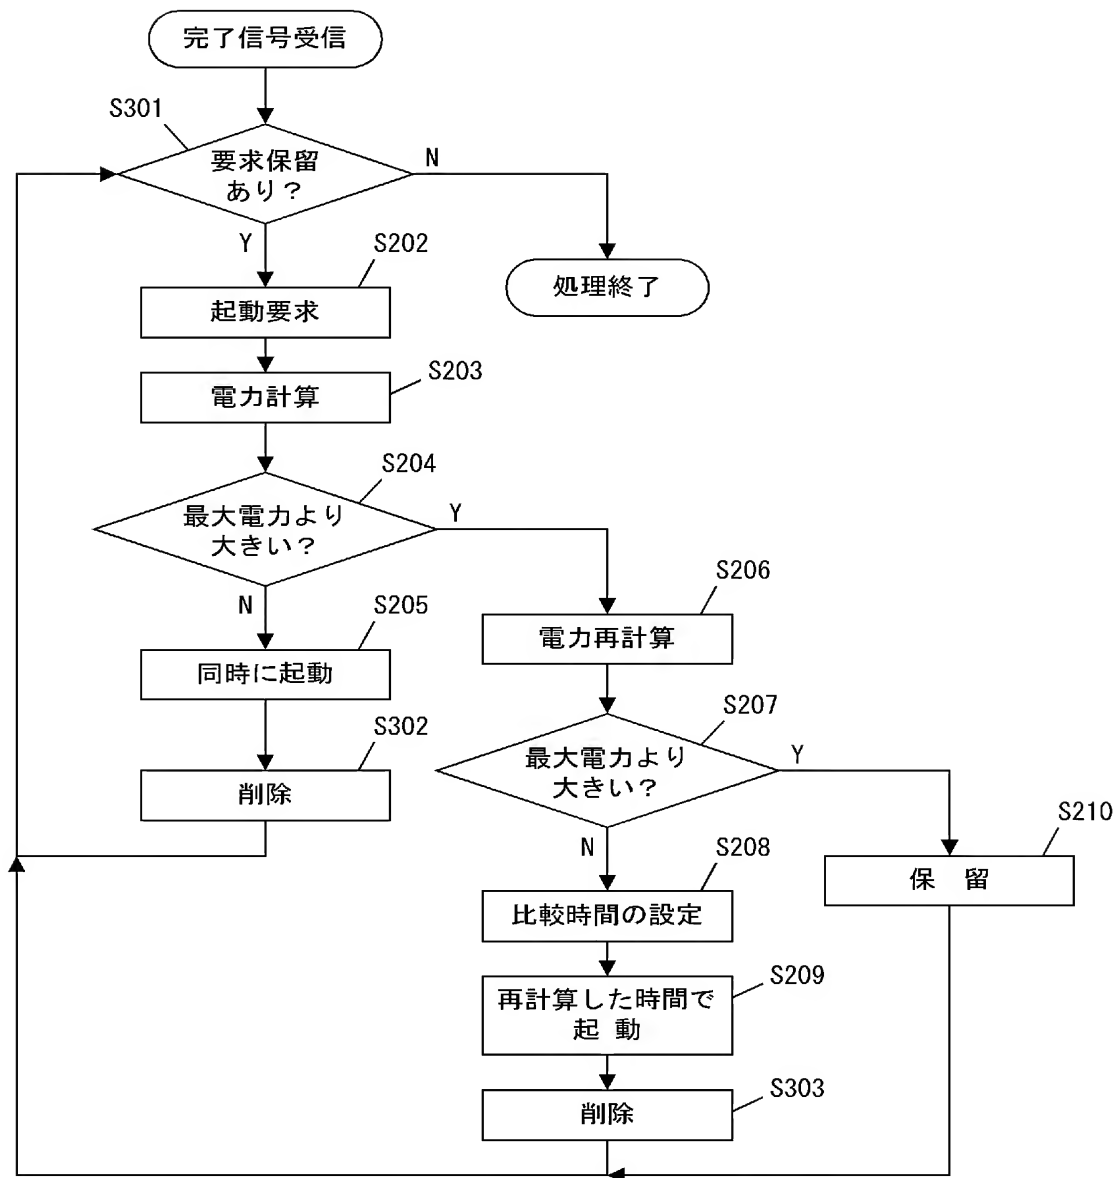 完了信号受信
S301
要求保留
あり？
N
Y
S202
起動要求
処理終了
S203
電力計算
S204
最大電力より
大きい？
Y
N
S205
同時に起動
S206
電力再計算
S302
削除
S207
最大電力より
大きい？
Y
N
S208
比較時間の設定
S210
保　留
S209
再計算した時間で
起 動
S303
削除